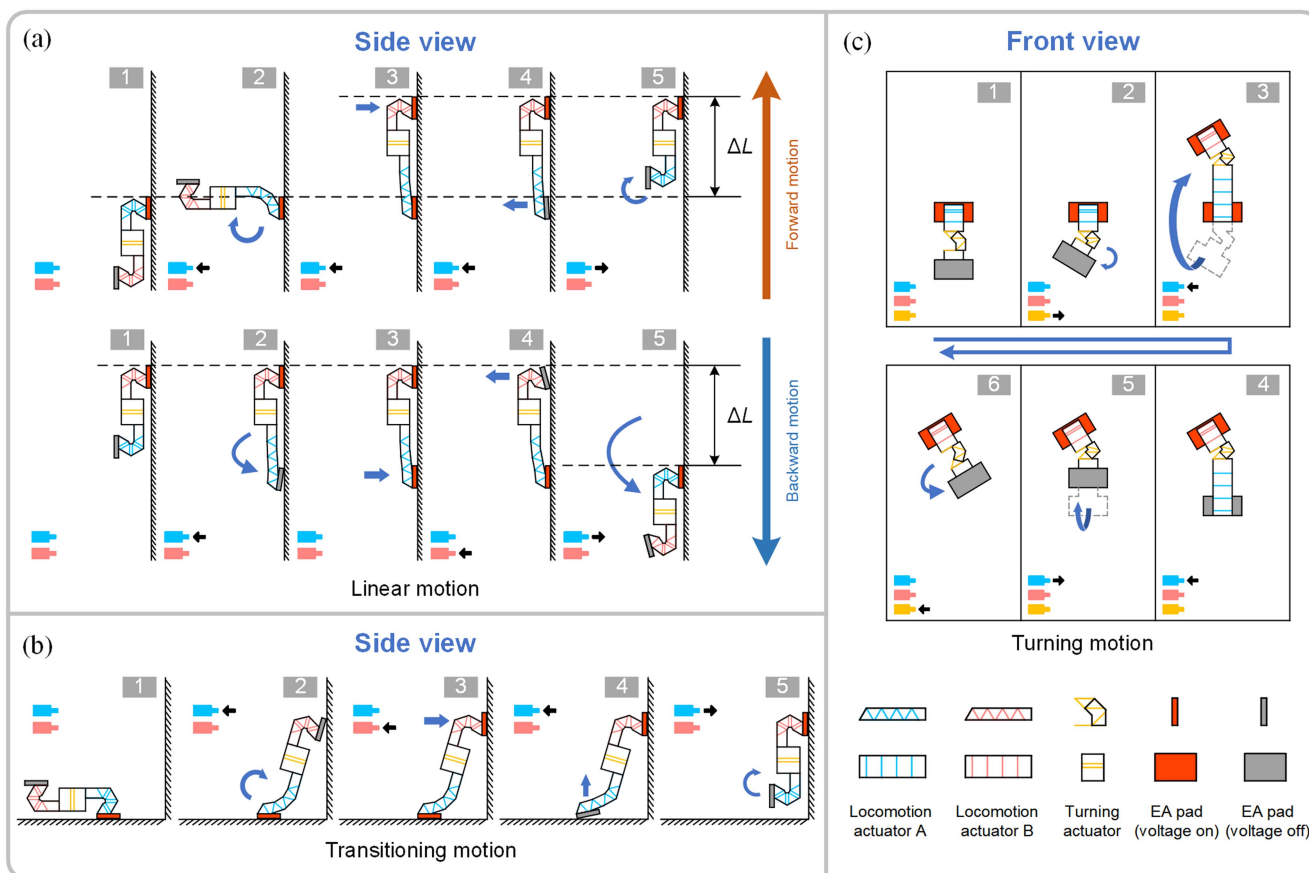 (a)
Side view
1
2
3
4
5
ΔL
Forward motion
1
2
3
4
5
ΔL
Backward motion
Linear motion
(b)
Side view
1
2
3
4
5
Transitioning motion
(c)
Front view
1
2
3
6
5
4
Turning motion
Locomotion
actuator A
Locomotion
actuator B
Turning
actuator
EA pad
(voltage on)
EA pad
(voltage off)